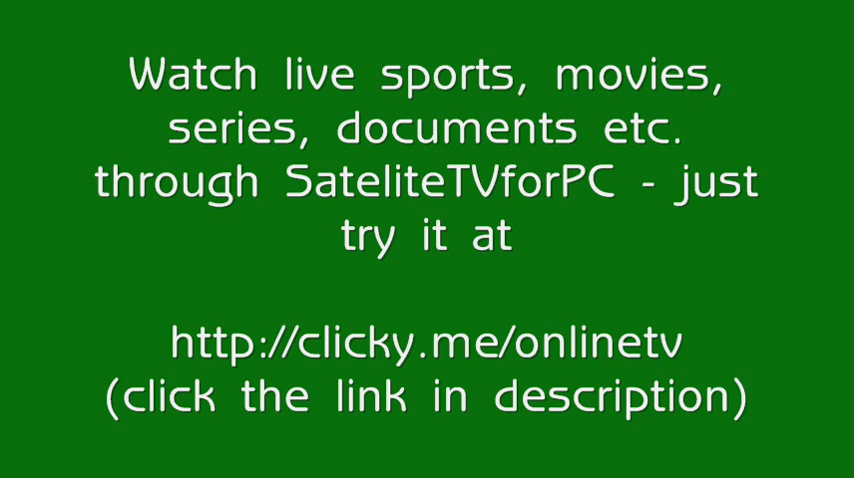 Watch live sports, movies,
series, documents etc.
through SateliteTVforPC - just
try it at
http://clicky.me/onlinetv
(click the link in description)